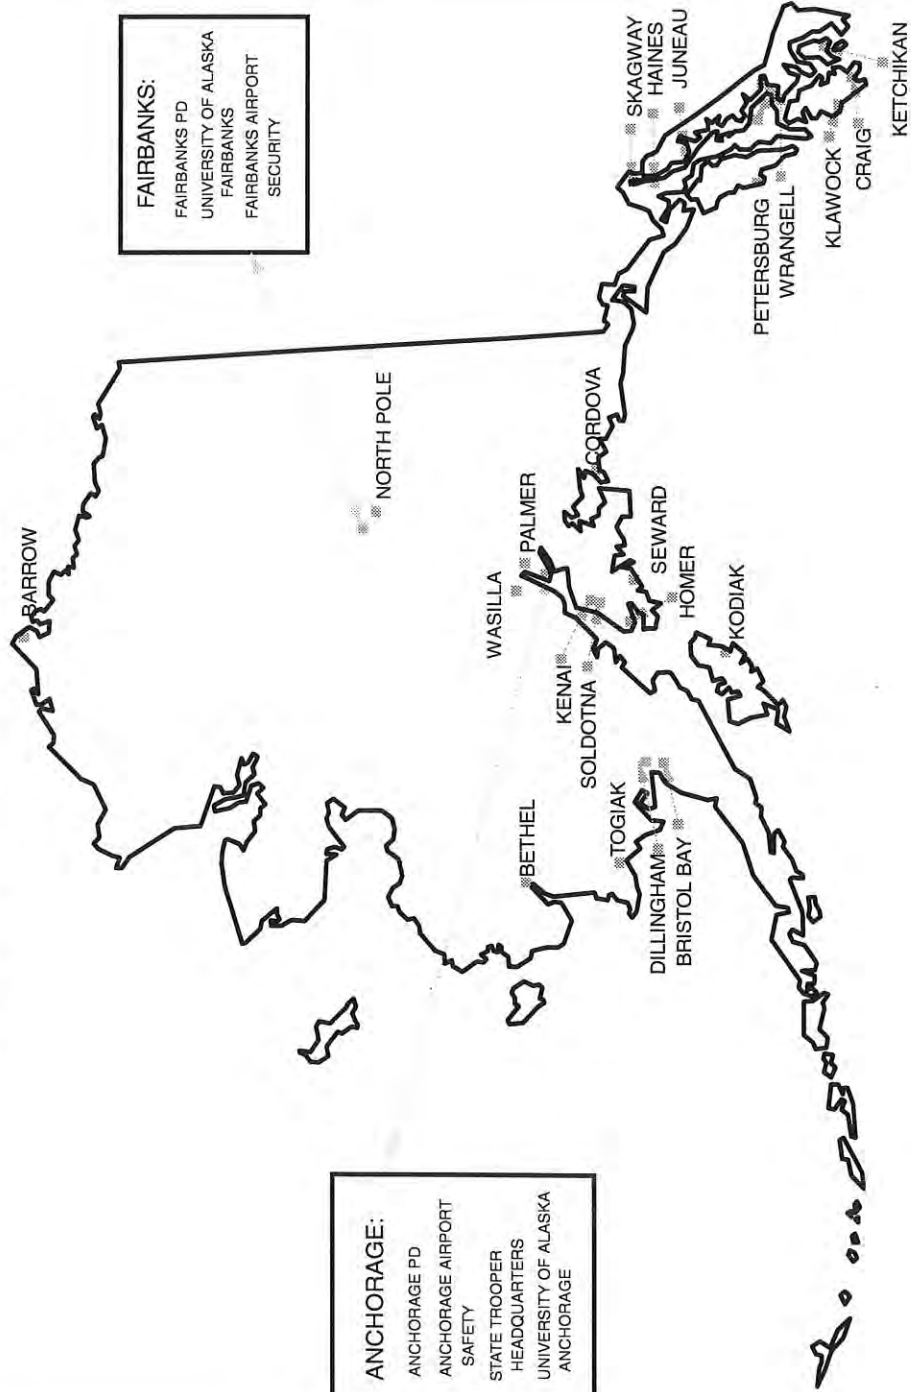 FAIRBANKS:
FAIRBANKS PD
UNIVERSITY OF ALASKA
FAIRBANKS
FAIRBANKS AIRPORT
SECURITY
BARROW
NORTH POLE
SKAGWAY
HAINES
JUNEAU
WASILLA
PALMER
CORDOVA
KENAI
SOLDOTNA
SEWARD
HOMER
KODIAK
BETHEL
TOGIAK
DILLINGHAM
BRISTOL BAY
PETERSBURG
WRANGELL
KLAWOCK
CRAIG
KETCHIKAN
ANCHORAGE:
ANCHORAGE PD
ANCHORAGE AIRPORT
SAFETY
STATE TROOPER
HEADQUARTERS
UNIVERSITY OF ALASKA
ANCHORAGE